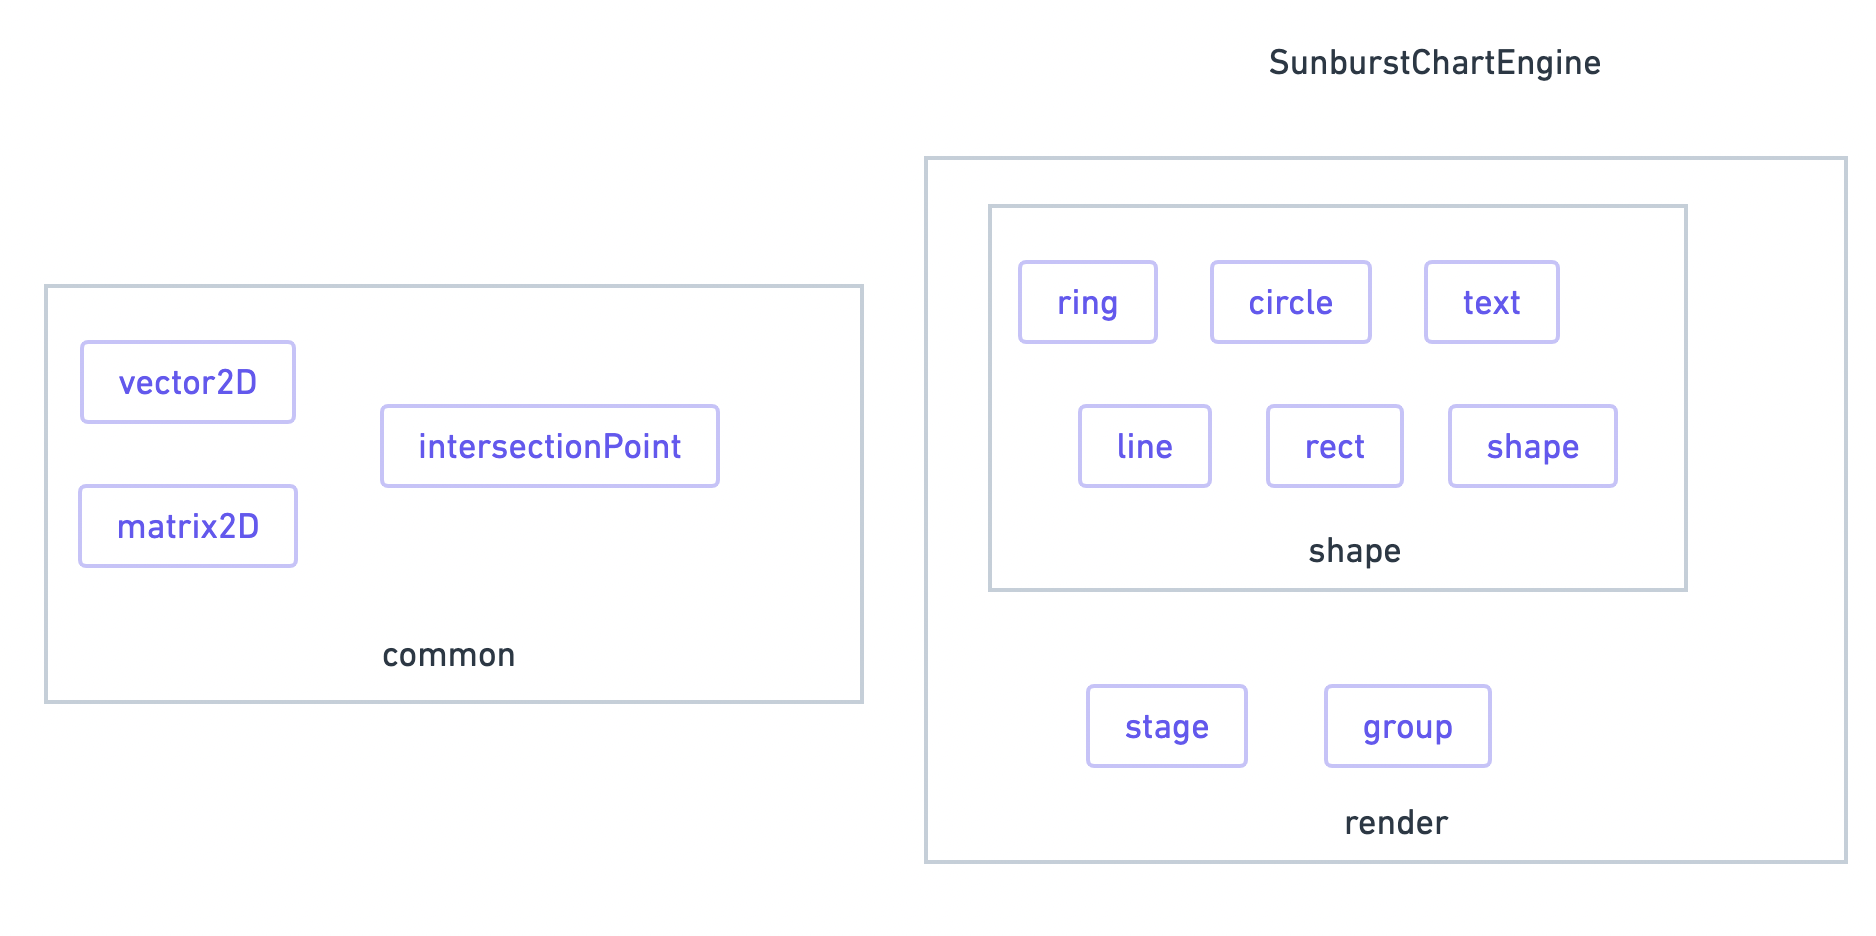 SunburstChartEngine
vector2D
intersectionPoint
matrix2D
common
ring circle text
line rect shape
shape
stage group
render